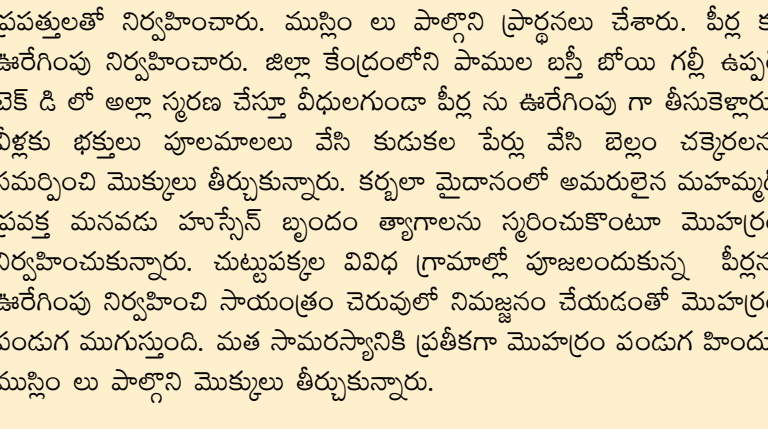 ప్రపత్తులతో నిర్వహించారు. ముస్లిం లు పాల్గొని ప్రార్థనలు చేశారు. పీర్ల
ఊరేగింపు నిర్వహించారు. జిల్లా కేంద్రంలోని పాముల బస్తీ బోయి గల్లీ ఉప్పర
టెక్ డి లో అల్లా స్మరణ చేస్తూ వీధులగుండా పీర్ల ను ఊరేగింపు గా తీసుకెళ్లారు
వీళ్లకు భక్తులు పూలమాలలు వేసి కుడుకల పేర్లు వేసి బెల్లం చక్కెరలను
సమర్పించి మొక్కులు తీర్చుకున్నారు. కర్బలా మైదానంలో అమరులైన మహమ్మద్
ప్రవక్త మనవడు హుస్సేన్ బృందం త్యాగాలను స్మరించుకొంటూ మొహర్రం
నిర్వహించుకున్నారు. చుట్టుపక్కల వివిధ గ్రామాల్లో పూజలందుకున్న పీర్లను
ఊరేగింపు నిర్వహించి సాయంత్రం చెరువులో నిమజ్జనం చేయడంతో మొహర్రం
పండుగ ముగుస్తుంది. మత సామరస్యానికి ప్రతీకగా మొహర్రం పండుగ హిందు
ముస్లిం లు పాల్గొని మొక్కులు తీర్చుకున్నారు.